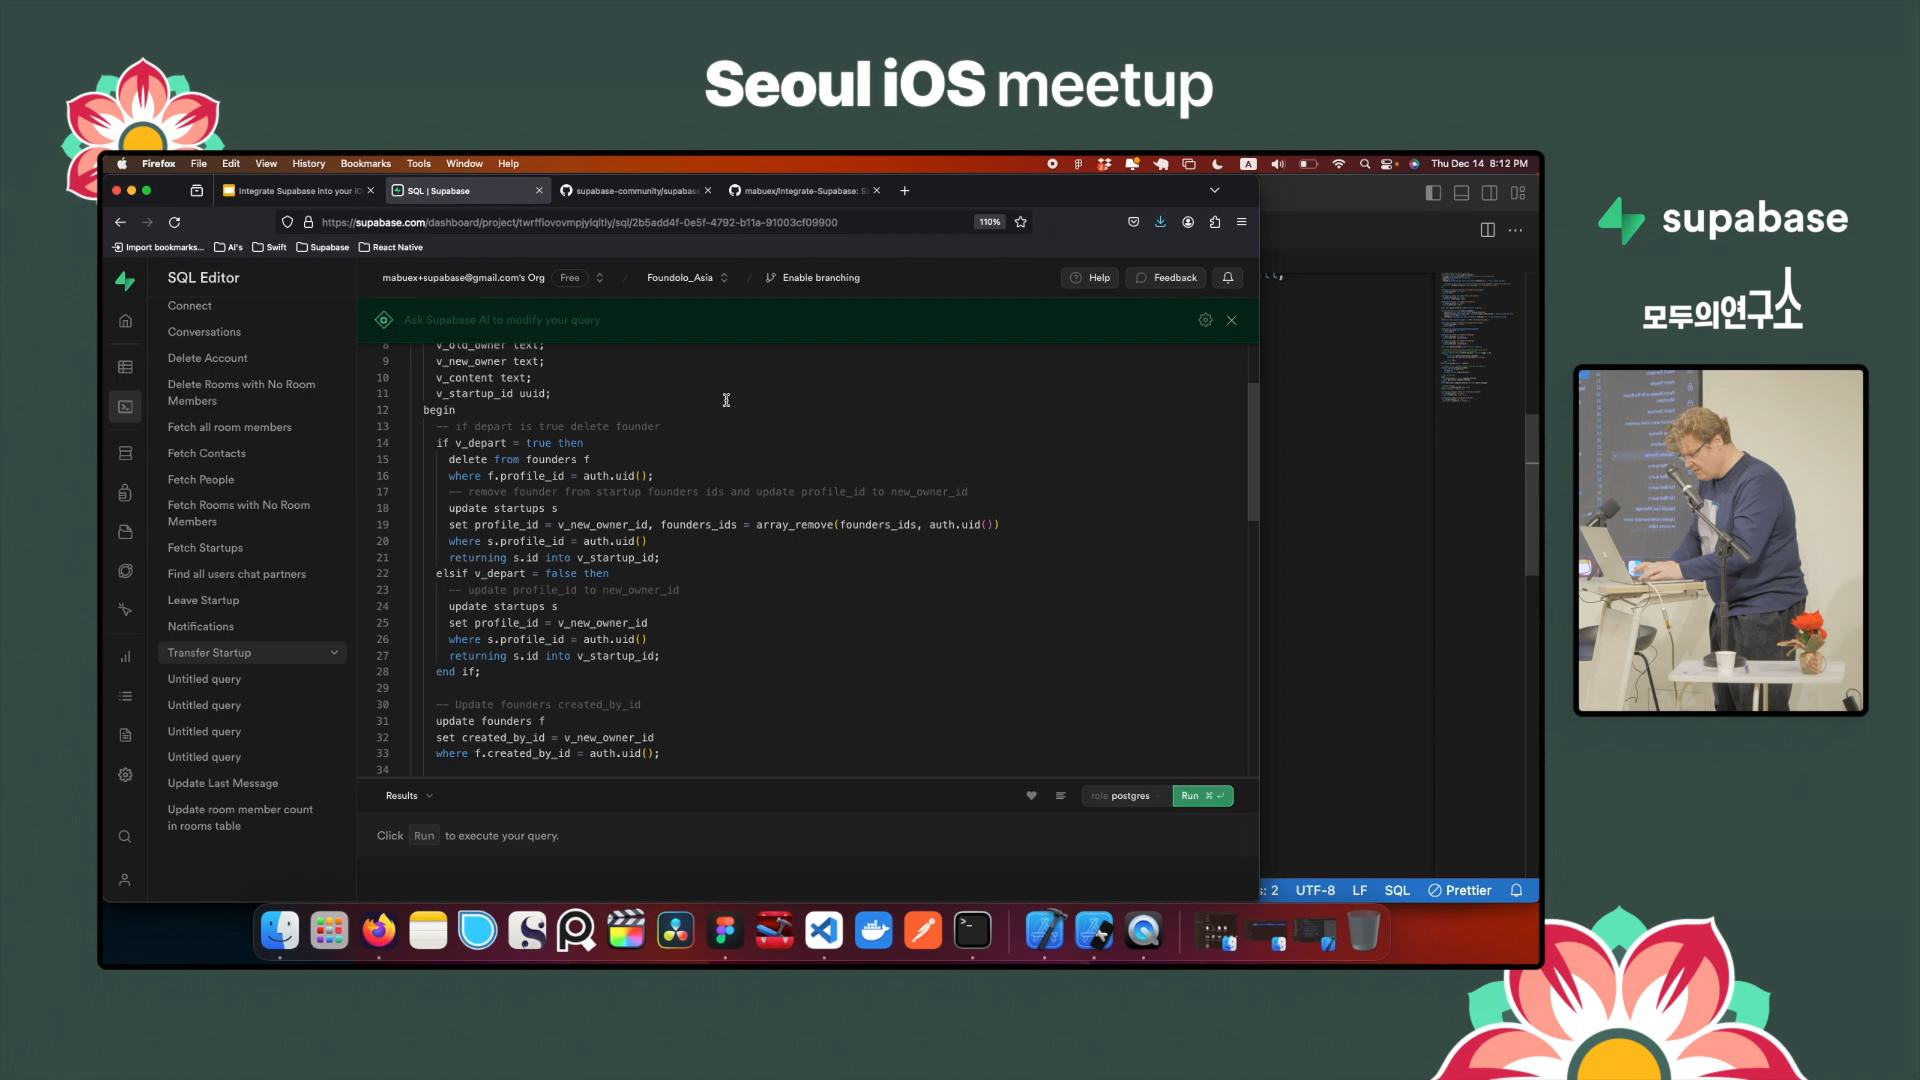 Seoul iOS meetup
Firefox File Edit View History Bookmarks Tools Window Help
A
Thu Dec 14 8:12 PM
Integrate Supabase into your iO
SQL | Supabase
supabase-community/supabase
mabuex/Integrate-Supabase: Si
https://supabase.com/dashboard/project/twrffiovovmpjylqltly/sql/2b5add4f-0e5f-4792-b11a-91003cf09900
110%
Import bookmarks... AI's Swift Supabase React Native
SQL Editor
mabuex+supabase@gmail.com's Org Free / Foundolo_Asia / Enable branching
Help Feedback
Connect
Conversations
Delete Account
Delete Rooms with No Room
Members
Fetch all room members
Fetch Contacts
Fetch People
Fetch Rooms with No Room
Members
Fetch Startups
Find all users chat partners
Leave Startup
Notifications
Transfer Startup
Untitled query
Untitled query
Untitled query
Untitled query
Update Last Message
Update room member count
in rooms table
Ask Supabase AI to modify your query
8 v_old_owner text;
9 v_new_owner text;
10 v_content text;
11 v_startup_id uuid;
12 begin
13 -- if depart is true delete founder
14 if v_depart = true then
15 delete from founders f
16 where f.profile_id = auth.uid();
17 -- remove founder from startup founders ids and update profile_id to new_owner_id
18 update startups s
19 set profile_id = v_new_owner_id, founders_ids = array_remove(founders_ids, auth.uid())
20 where s.profile_id = auth.uid()
21 returning s.id into v_startup_id;
22 elsif v_depart = false then
23 -- update profile_id to new_owner_id
24 update startups s
25 set profile_id = v_new_owner_id
26 where s.profile_id = auth.uid()
27 returning s.id into v_startup_id;
28 end if;
29
30 -- Update founders created_by_id
31 update founders f
32 set created_by_id = v_new_owner_id
33 where f.created_by_id = auth.uid();
34
Results
role postgres Run
Click Run to execute your query.
: 2 UTF-8 LF SQL Prettier
supabase
모두의연구소